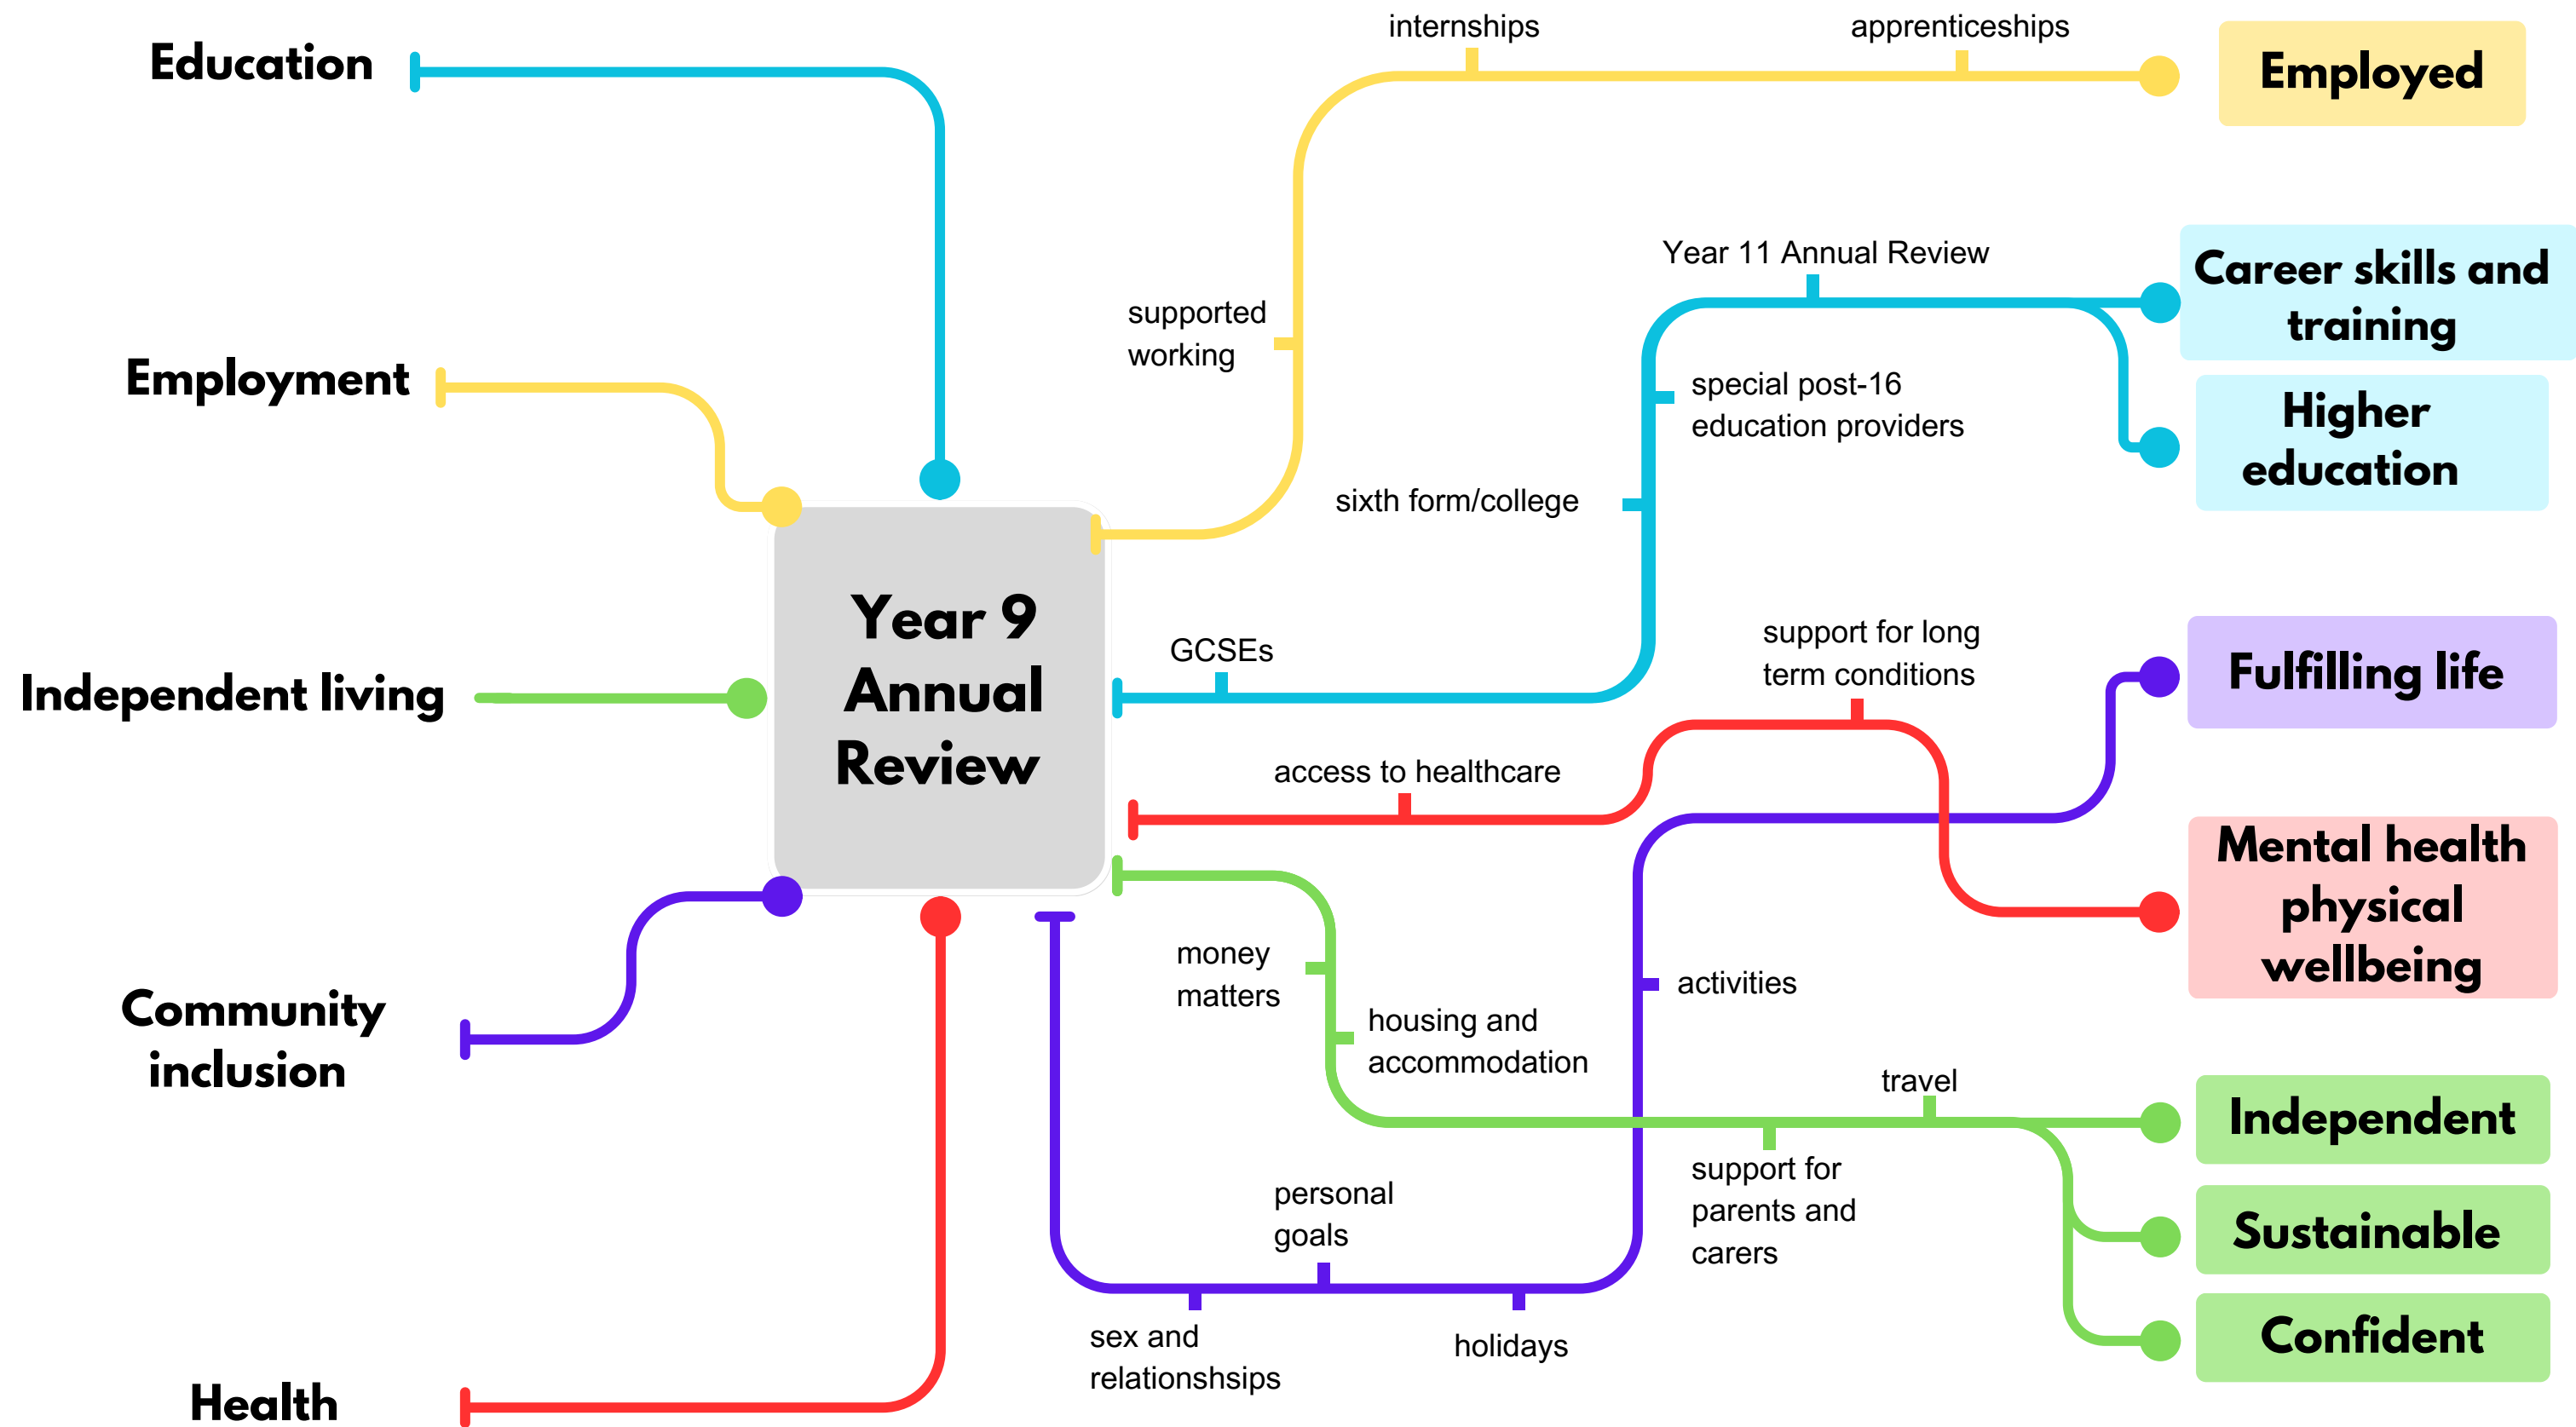 Education
Employment
Independent living
Community
inclusion
Health
Year 9
Annual
Review
internships
apprenticeships
supported
working
Employed
Year 11 Annual Review
special post-16
education providers
sixth form/college
GCSEs
Career skills and
training
Higher
education
support for long
term conditions
access to healthcare
Fulfilling life
Mental health
physical
wellbeing
money
matters
housing and
accommodation
activities
travel
support for
parents and
carers
personal
goals
sex and
relationshsips
holidays
Independent
Sustainable
Confident